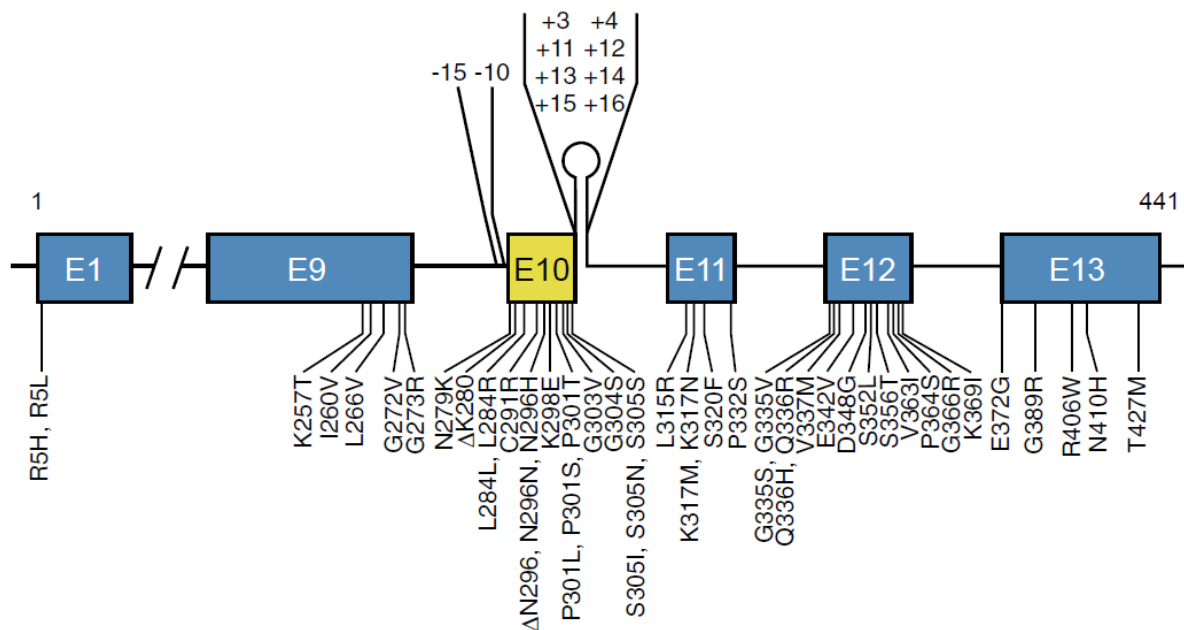 +3 +4
+11 +12
+13 +14
+15 +16
-15 -10
1
441
E1
E9
E10
E11
E12
E13
R5H, R5L
K257T
I260V
L266V
G272V
G273R
N279K
ΔK280
L284L, L284R
C291R
ΔN296, N296N, N296H
K298E
P301L, P301S, P301T
G303V
G304S
S305I, S305N, S305S
L315R
K317M, K317N
S320F
P332S
G335S, G335V
Q336H, Q336R
V337M
E342V
D348G
S352L
S356T
V363I
P364S
G366R
K369I
E372G
G389R
R406W
N410H
T427M